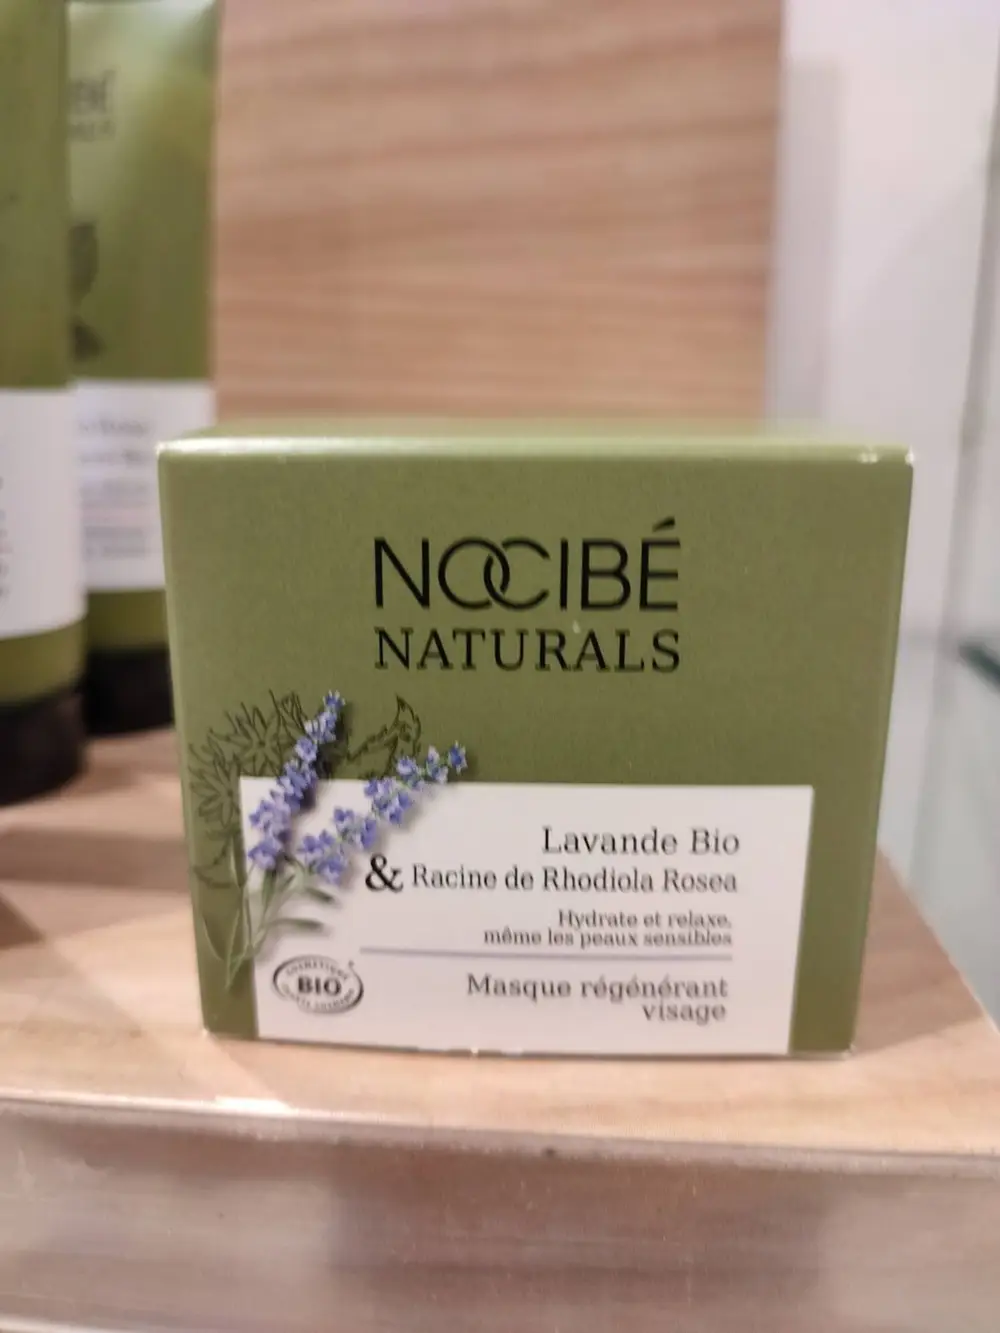 NOCIBÉ
NATURALS
Lavande Bio
& Racine de Rhodiola Rosea
Hydrate et relaxe,
même les peaux sensibles
BIO
Masque régénérant
visage